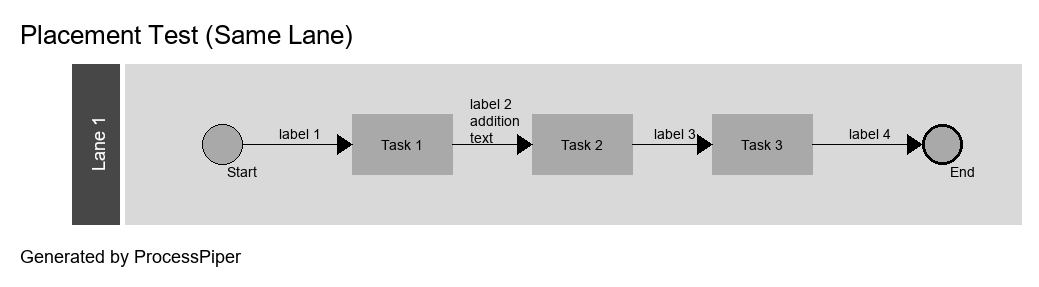 Placement Test (Same Lane)
Lane 1
Start
label 1
Task 1
label 2
addition
text
Task 2
label 3
Task 3
label 4
End
Generated by ProcessPiper